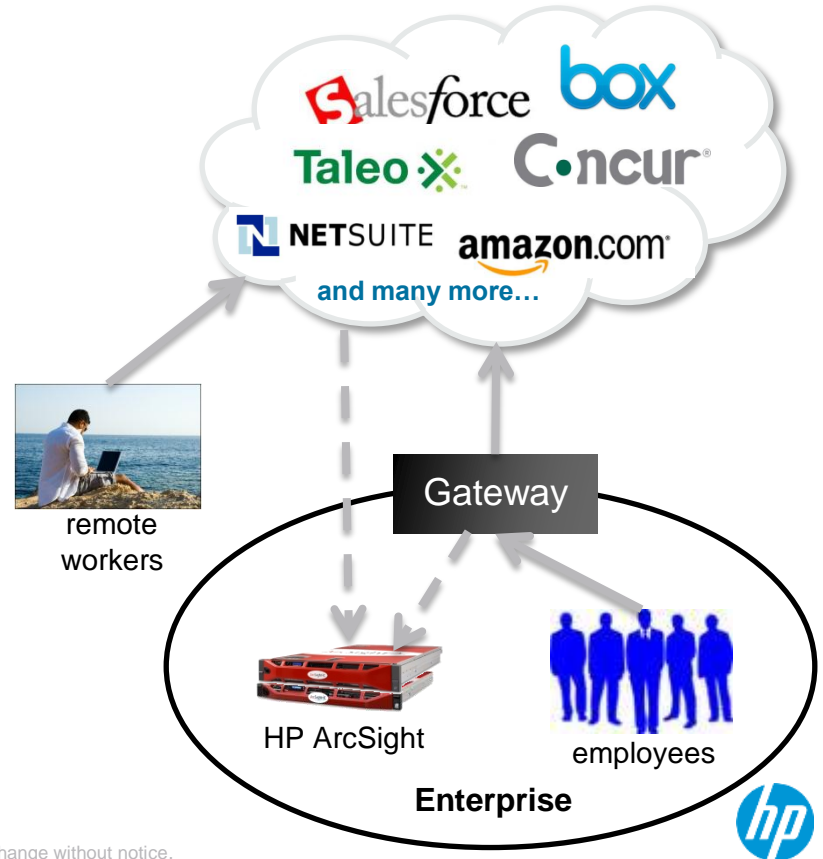 salesforce
box
Taleo
Concur®
NETSUITE
amazon.com
and many more…
Gateway
remote
workers
HP ArcSight
employees
Enterprise
hp
hange without notice.